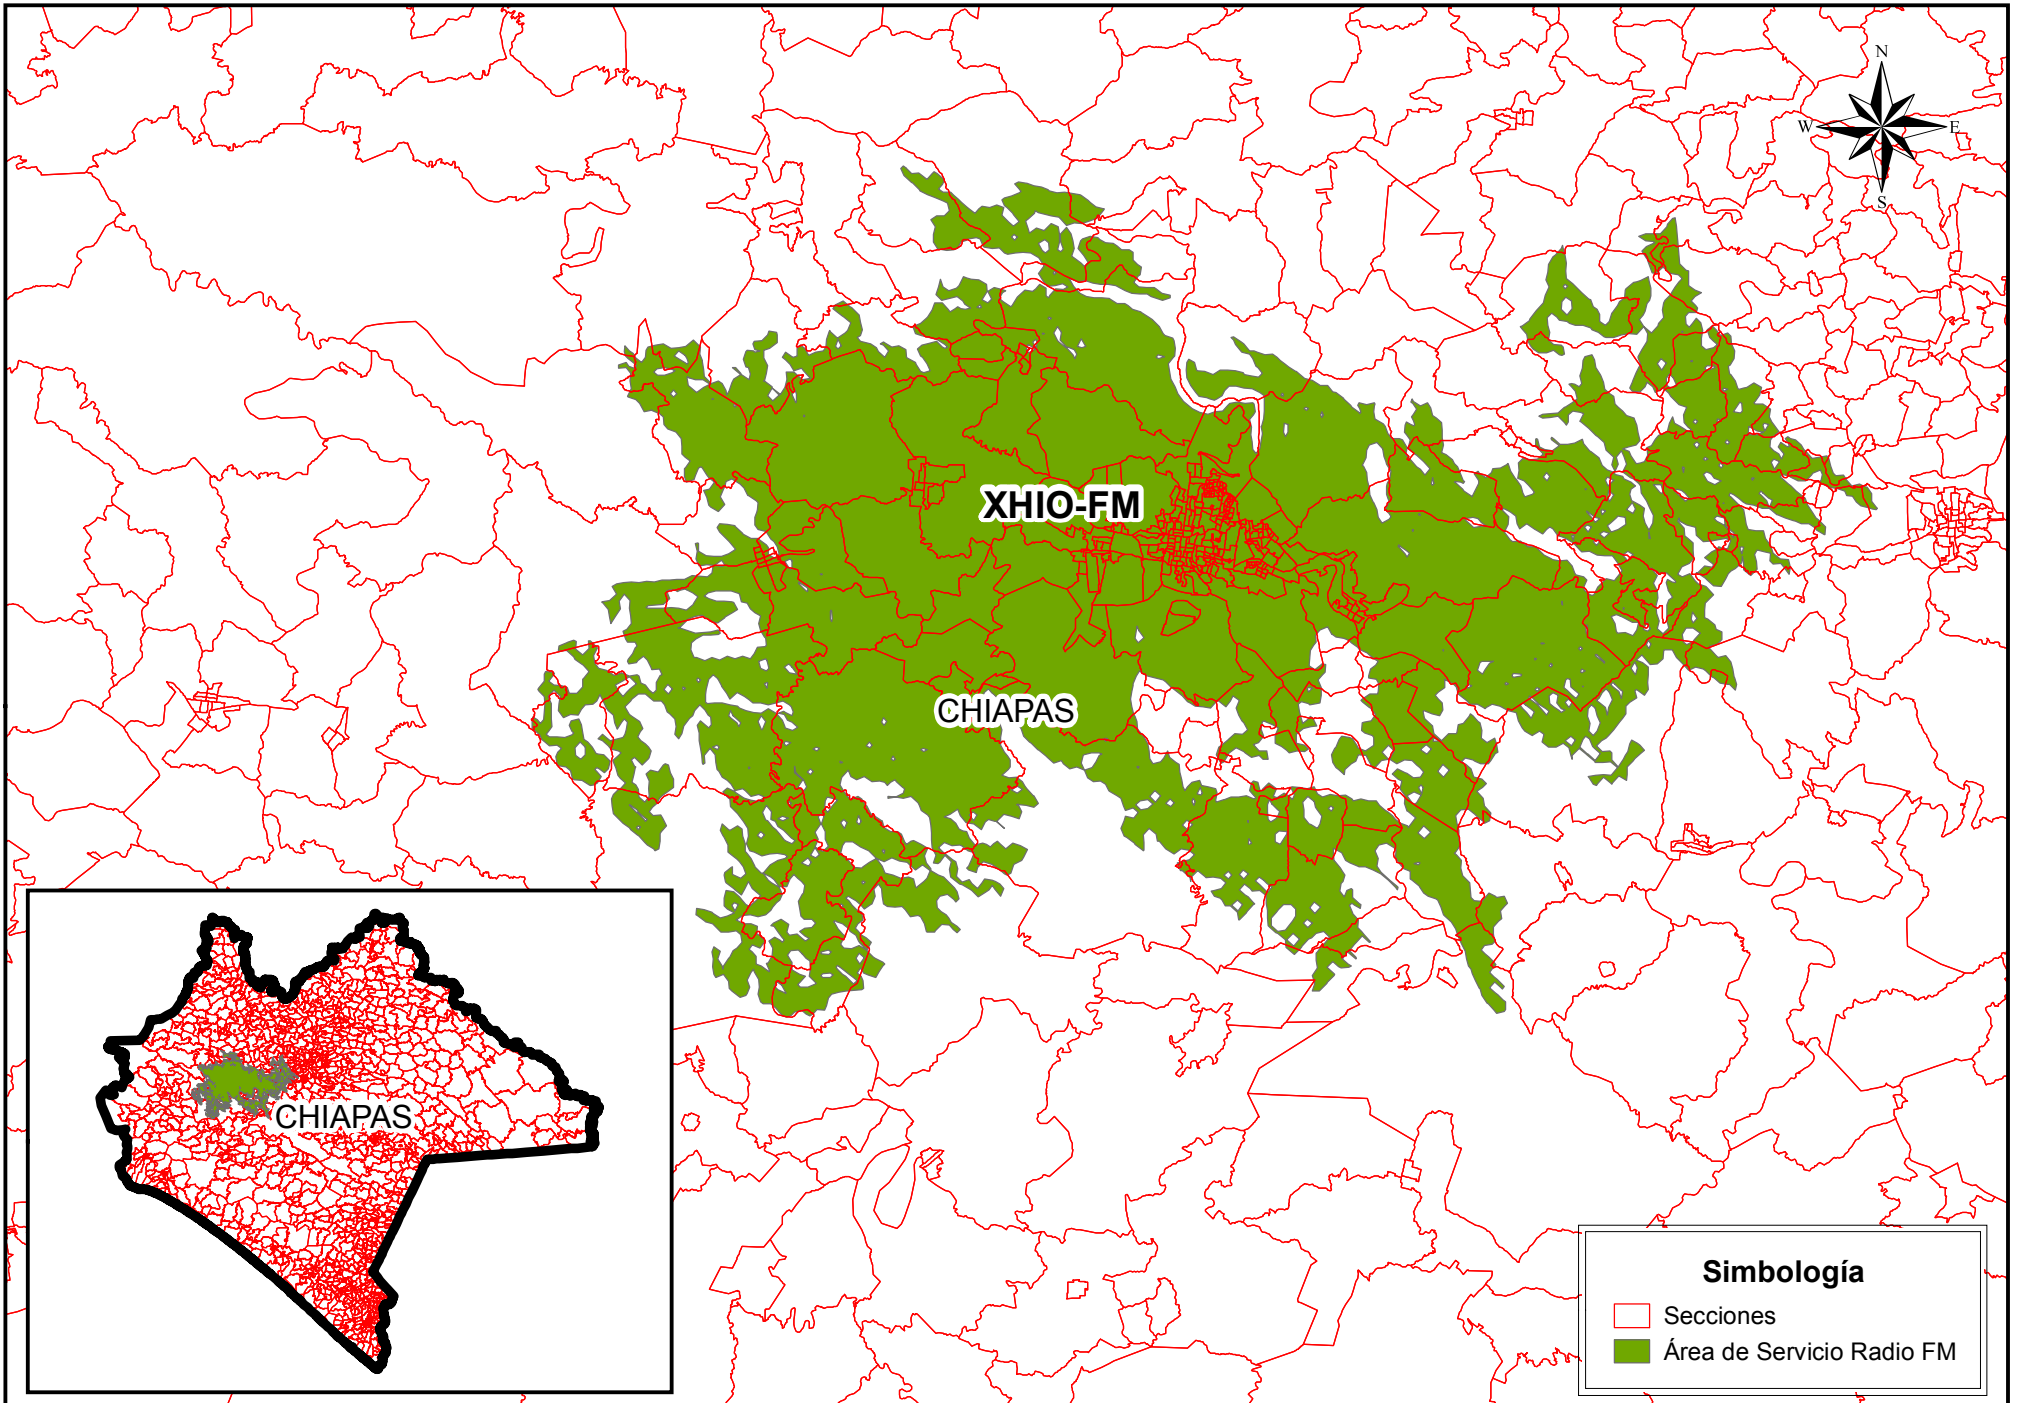 N
W E
S
XHIO-FM
CHIAPAS
CHIAPAS
Simbología
Secciones
Área de Servicio Radio FM